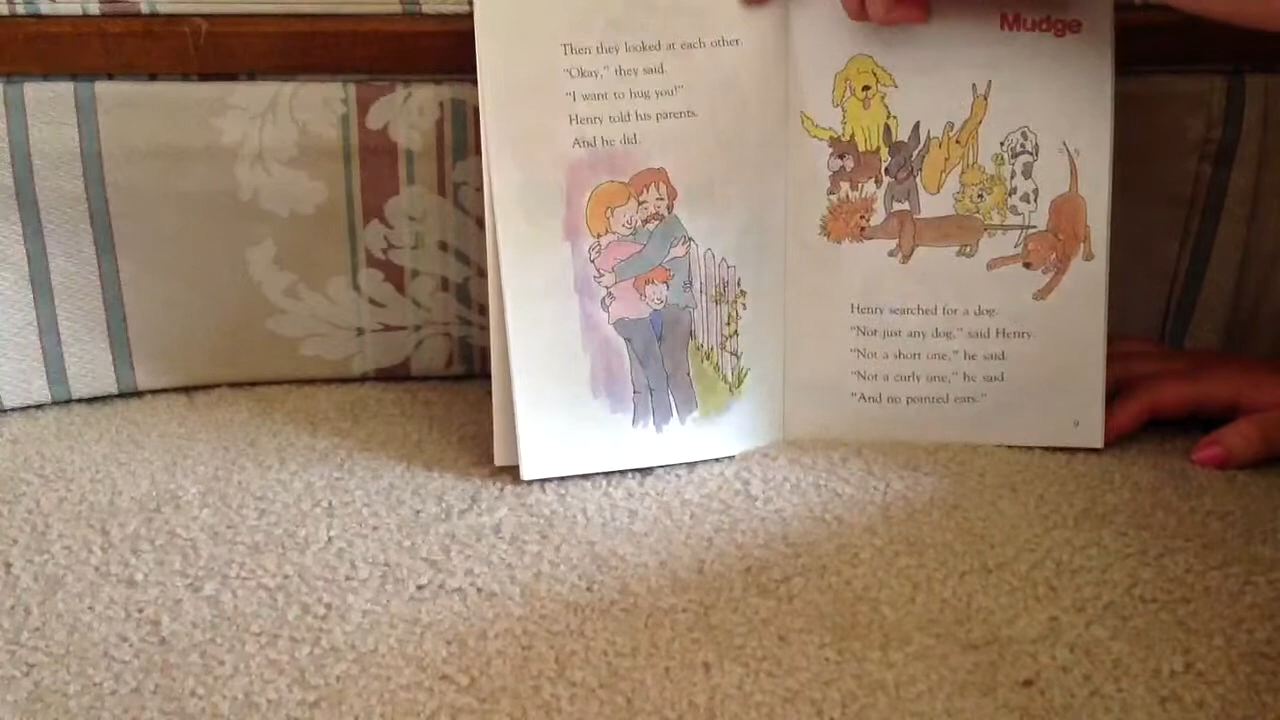 Then they looked at each other.
"Okay," they said.
"I want to hug you!"
Henry told his parents.
And he did.
Mudge
Henry searched for a dog.
"Not just any dog," said Henry.
"Not a short one," he said.
"Not a curly one," he said.
"And no pointed ears."
9